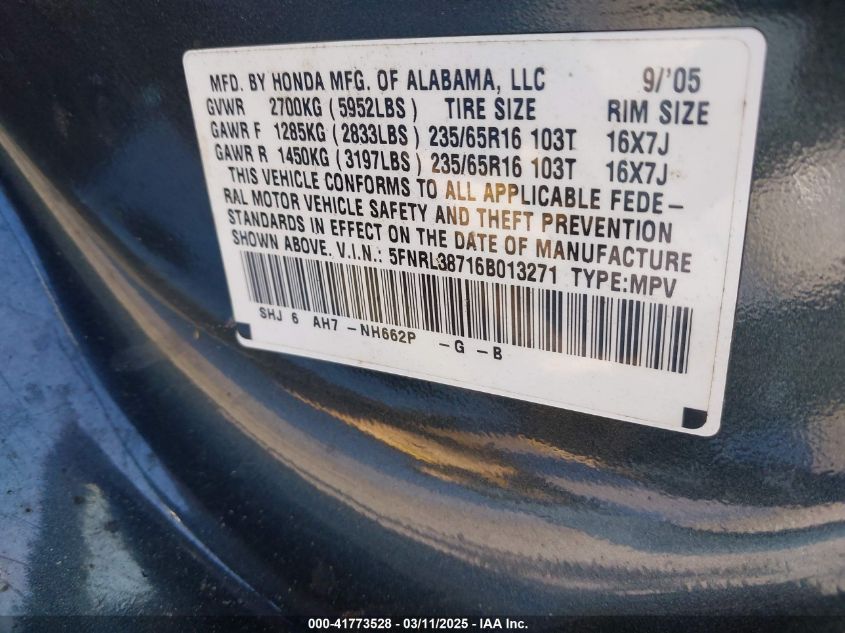 MFD. BY HONDA MFG. OF ALABAMA, LLC 9/'05
GVWR 2700KG (5952LBS) TIRE SIZE RIM SIZE
GAWR F 1285KG (2833LBS) 235/65R16 103T 16X7J
GAWR R 1450KG (3197LBS) 235/65R16 103T 16X7J
THIS VEHICLE CONFORMS TO ALL APPLICABLE FEDE-
RAL MOTOR VEHICLE SAFETY AND THEFT PREVENTION
STANDARDS IN EFFECT ON THE DATE OF MANUFACTURE
SHOWN ABOVE. V.I.N.: 5FNRL38716B013271 TYPE:MPV
SHJ 6 AH7 -NH662P -G -B
000-41773528 - 03/11/2025 - IAA Inc.